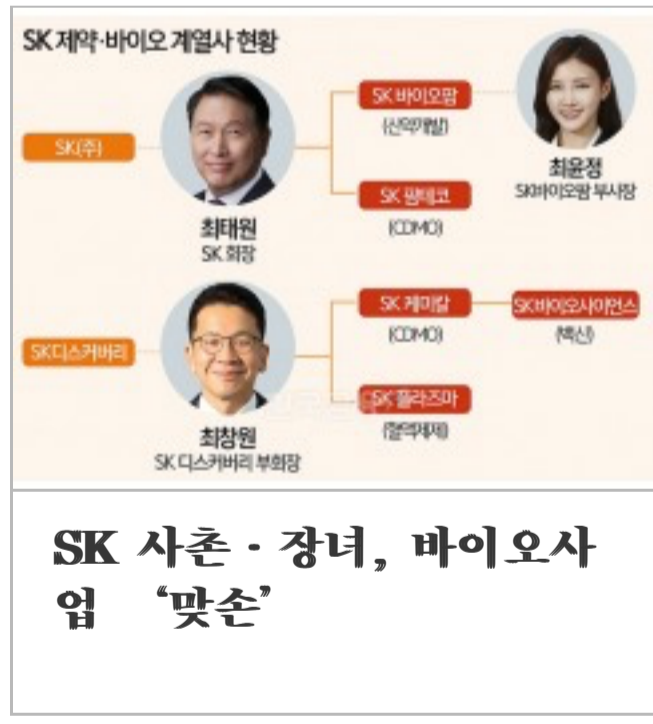 SK 제약·바이오 계열사 현황
SK(주)
최태원
SK 회장
SK 바이오팜
(신약개발)
SK 팜테코
(CDMO)
최윤정
SK바이오팜 부사장
SK디스커버리
최창원
SK 디스커버리 부회장
SK 케미칼
(CDMO)
SK바이오사이언스
(백신)
SK 플라즈마
(혈액제제)
SK 사촌·장녀, 바이오사
업 ‘맞손’